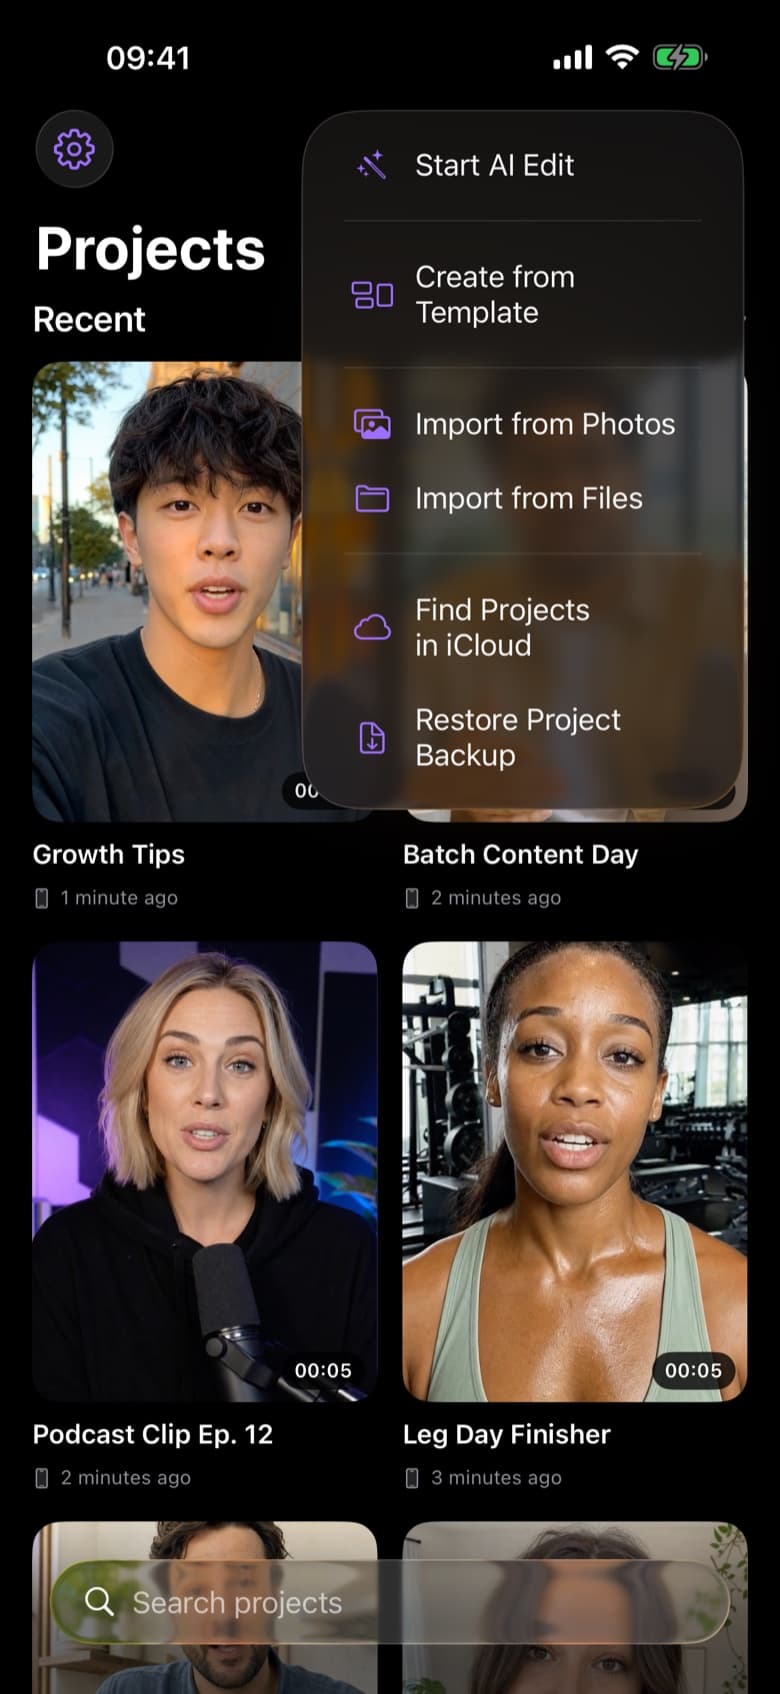 09:41
Start AI Edit
Create from
Template
Import from Photos
Import from Files
Find Projects
in iCloud
Restore Project
Backup
Projects
Recent
Growth Tips
1 minute ago
Batch Content Day
2 minutes ago
00:05
Podcast Clip Ep. 12
2 minutes ago
00:05
Leg Day Finisher
3 minutes ago
Search projects